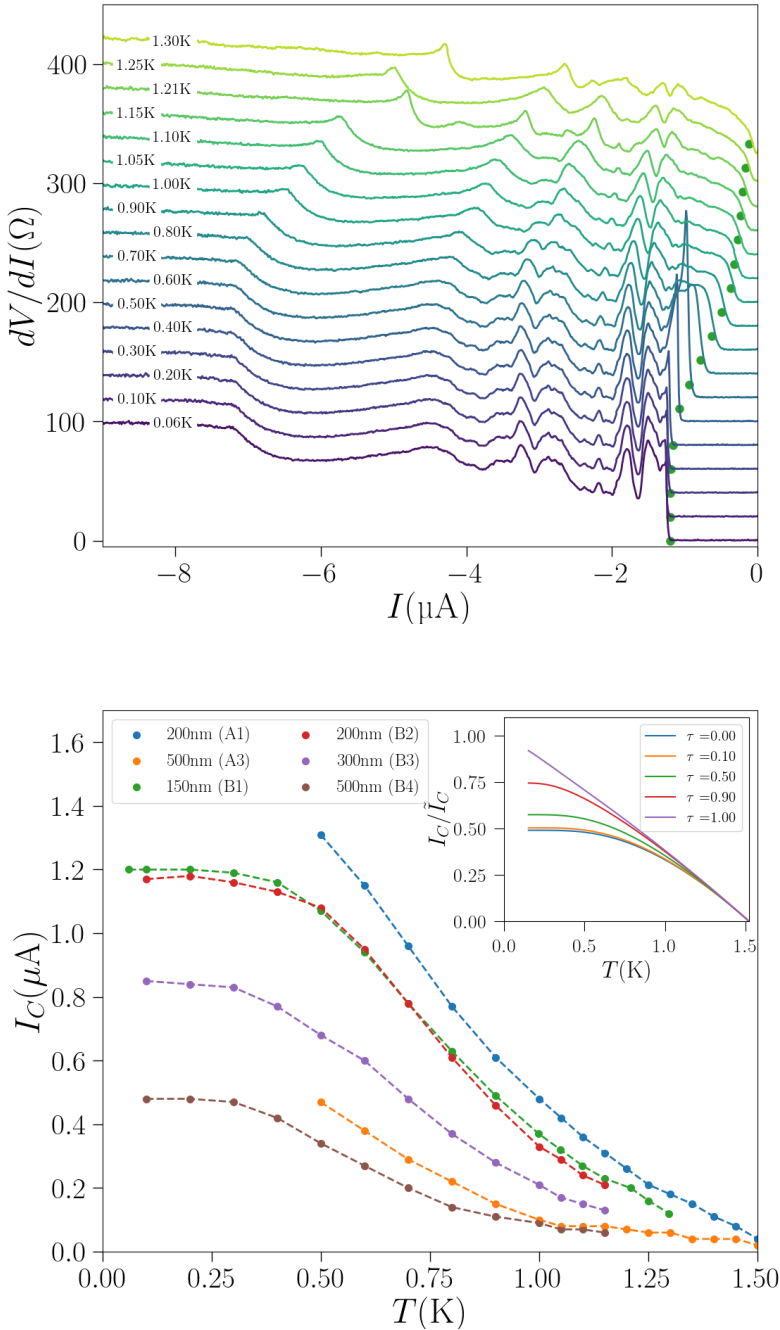 1.30K
1.25K
1.21K
1.15K
1.10K
1.05K
1.00K
0.90K
0.80K
0.70K
0.60K
0.50K
0.40K
0.30K
0.20K
0.10K
0.06K
400
300
200
100
0
dV/dI(Ω)
−8 −6 −4 −2 0
I(μA)
200nm (A1) 200nm (B2)
500nm (A3) 300nm (B3)
150nm (B1) 500nm (B4)
1.6
1.4
1.2
1.0
0.8
0.6
0.4
0.2
0.0
I_C(μA)
0.00 0.25 0.50 0.75 1.00 1.25 1.50
T(K)
1.00
0.75
0.50
0.25
0.00
I_C/Ĩ_C
τ =0.00
τ =0.10
τ =0.50
τ =0.90
τ =1.00
0.0 0.5 1.0 1.5
T(K)